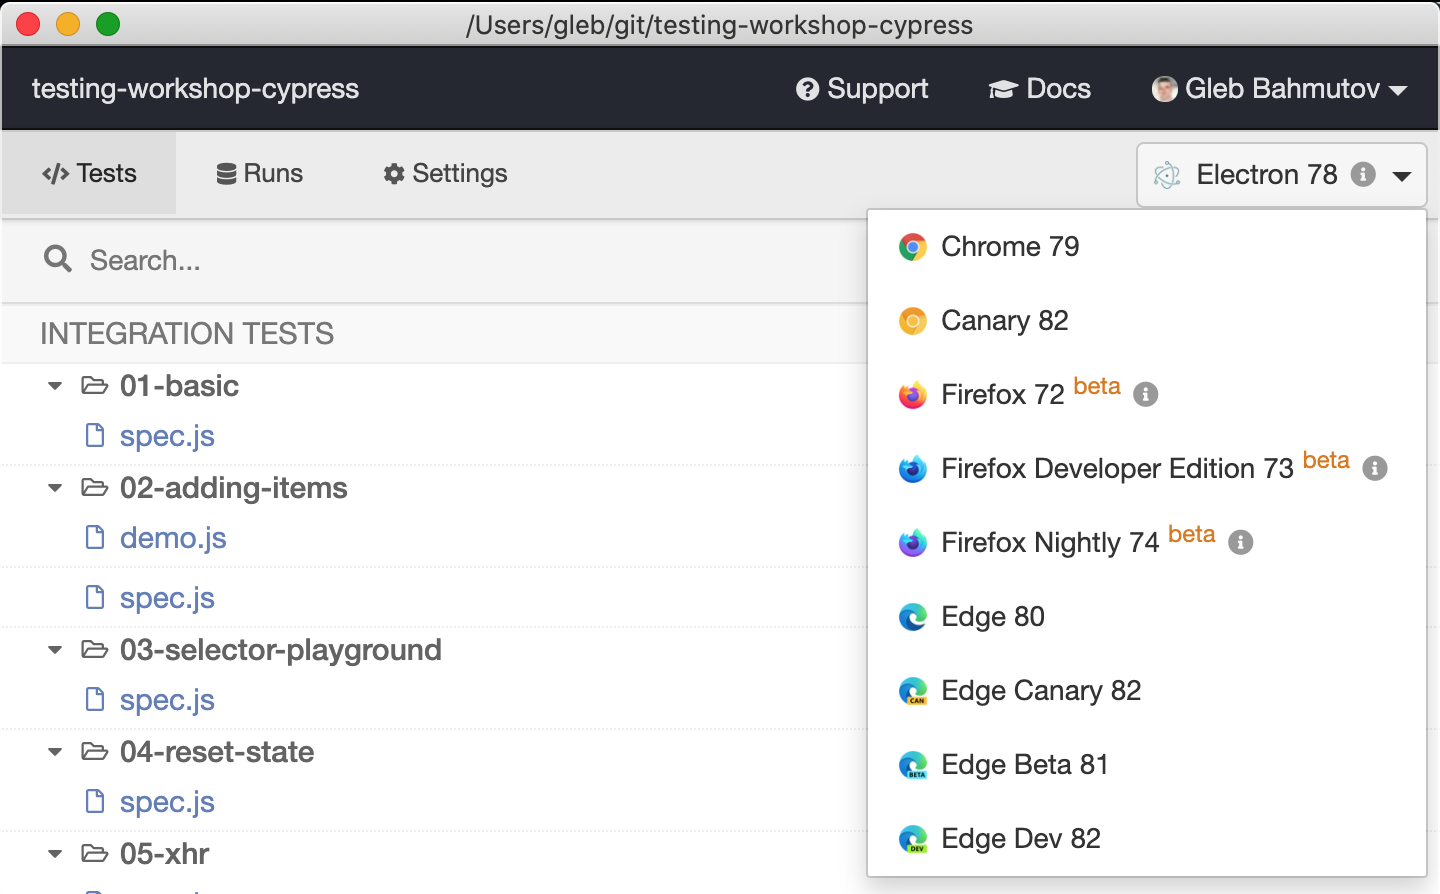 /Users/gleb/git/testing-workshop-cypress
testing-workshop-cypress
Support
Docs
Gleb Bahmutov
</> Tests
Runs
Settings
Electron 78
Search...
INTEGRATION TESTS
01-basic
spec.js
02-adding-items
demo.js
spec.js
03-selector-playground
spec.js
04-reset-state
spec.js
05-xhr
Chrome 79
Canary 82
Firefox 72 beta
Firefox Developer Edition 73 beta
Firefox Nightly 74 beta
Edge 80
CAN
Edge Canary 82
BETA
Edge Beta 81
DEV
Edge Dev 82